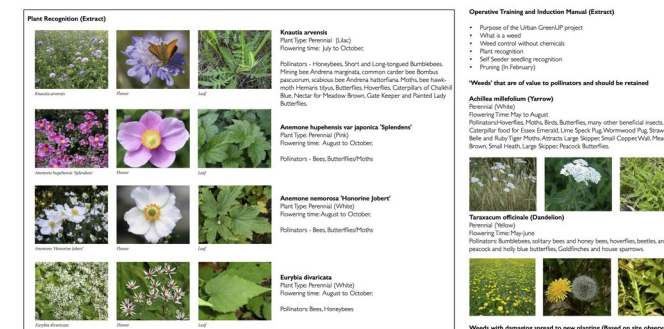 Plant Recognition (Extract)
Knautia arvensis
Flower
Leaf
Knautia arvensis
Plant Type: Perennial (Lilac)
Flowering time: July to October,
Pollinators - Honeybees, Short and Long-tongued Bumblebees.
Mining bee Andrena marginata, common carder bee Bombus
pascuorum, scabious bee Andrena hattorfiana. Moths, bee hawk-
moth Hemaris tityus, Butterflies, Hoverflies. Caterpillars of Chalkhill
Blue. Nectar for Meadow Brown, Gate Keeper and Painted Lady
Butterflies.
Anemone hupehensis 'Splendens'
Flower
Leaf
Anemone hupehensis var japonica 'Splendens'
Plant Type: Perennial (Pink)
Flowering time: August to October,
Pollinators - Bees, Butterflies/Moths
Anemone 'Honorine Jobert'
Flower
Leaf
Anemone nemorosa 'Honorine Jobert'
Plant Type: Perennial (White)
Flowering time: August to October,
Pollinators - Bees, Butterflies/Moths
Eurybia divaricata
Flower
Leaf
Eurybia divaricata
Plant Type: Perennial (White)
Flowering time: August to October,
Pollinators: Bees, Honeybees
Operative Training and Induction Manual (Extract)
• Purpose of the Urban GreenUP project
• What is a weed
• Weed control without chemicals
• Plant recognition
• Self Seeder seedling recognition
• Pruning (In February)
'Weeds' that are of value to pollinators and should be retained
Achillea millefolium (Yarrow)
Perennial (White)
Flowering Time: May to August
Pollinators:Hoverflies, Moths, Birds, Butterflies, many other beneficial insects.
Caterpillar food for Essex Emerald, Lime Speck Pug, Wormwood Pug, Straw
Belle and Ruby Tiger Moths. Attracts Large Skipper, Small Copper, Wall, Mea
Brown, Small Heath, Large Skipper, Peacock Butterflies.
Taraxacum officinale (Dandelion)
Perennial (Yellow)
Flowering Time: May-June
Pollinators: Bumblebees, solitary bees and honey bees, hoverflies, beetles, an
peacock and holly blue butterflies, Goldfinches and house sparrows.
Weeds with damaging spread to new planting (Based on site observ